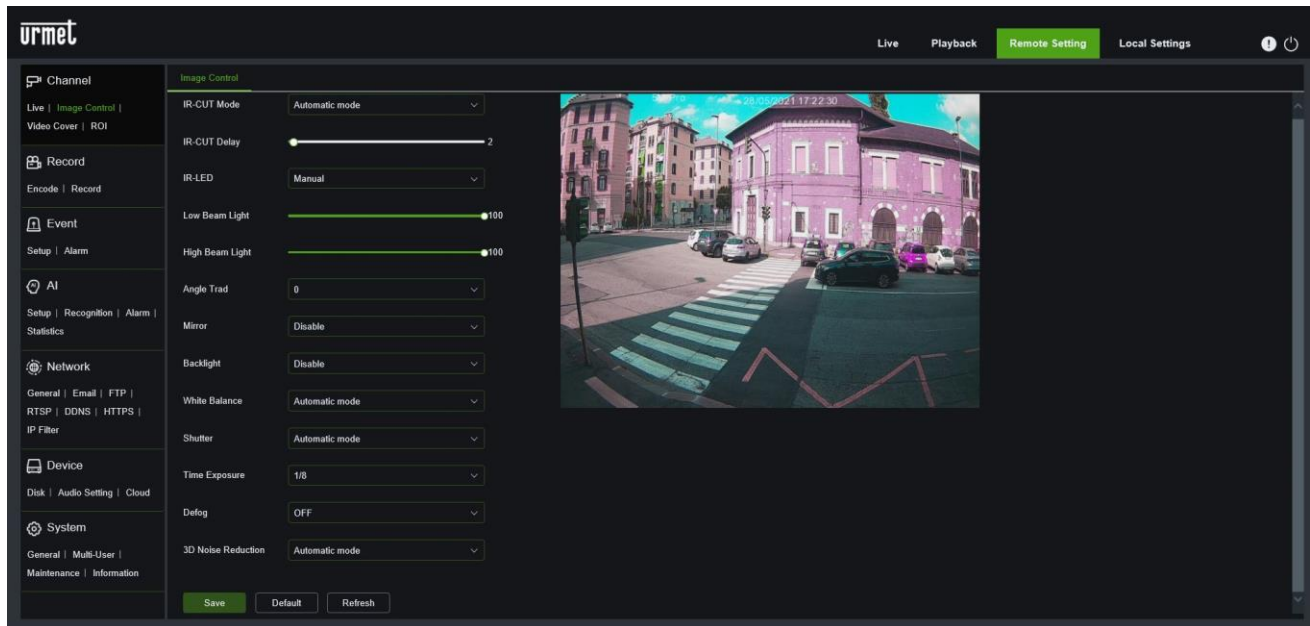 urmet
Live
Playback
Remote Setting
Local Settings
Channel
Live | Image Control |
Video Cover | ROI
Record
Encode | Record
Event
Setup | Alarm
AI
Setup | Recognition | Alarm |
Statistics
Network
General | Email | FTP |
RTSP | DDNS | HTTPS |
IP Filter
Device
Disk | Audio Setting | Cloud
System
General | Multi-User |
Maintenance | Information
Image Control
IR-CUT Mode Automatic mode
IR-CUT Delay 2
IR-LED Manual
Low Beam Light 100
High Beam Light 100
Angle Trad 0
Mirror Disable
Backlight Disable
White Balance Automatic mode
Shutter Automatic mode
Time Exposure 1/8
Defog OFF
3D Noise Reduction Automatic mode
Save Default Refresh
28/05/2021 17:22:30